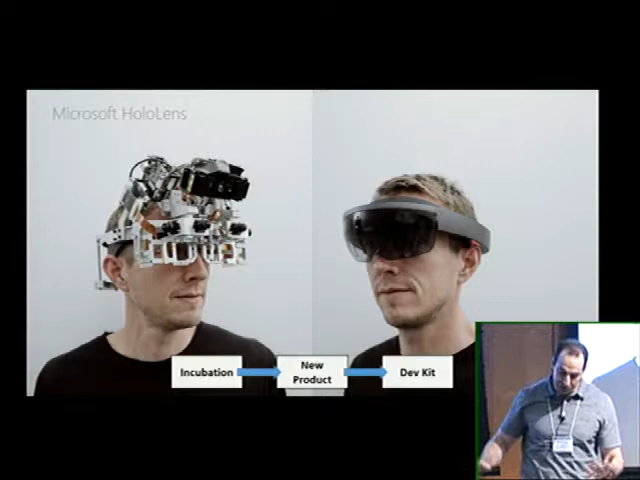 Microsoft HoloLens
Incubation
New
Product
Dev Kit